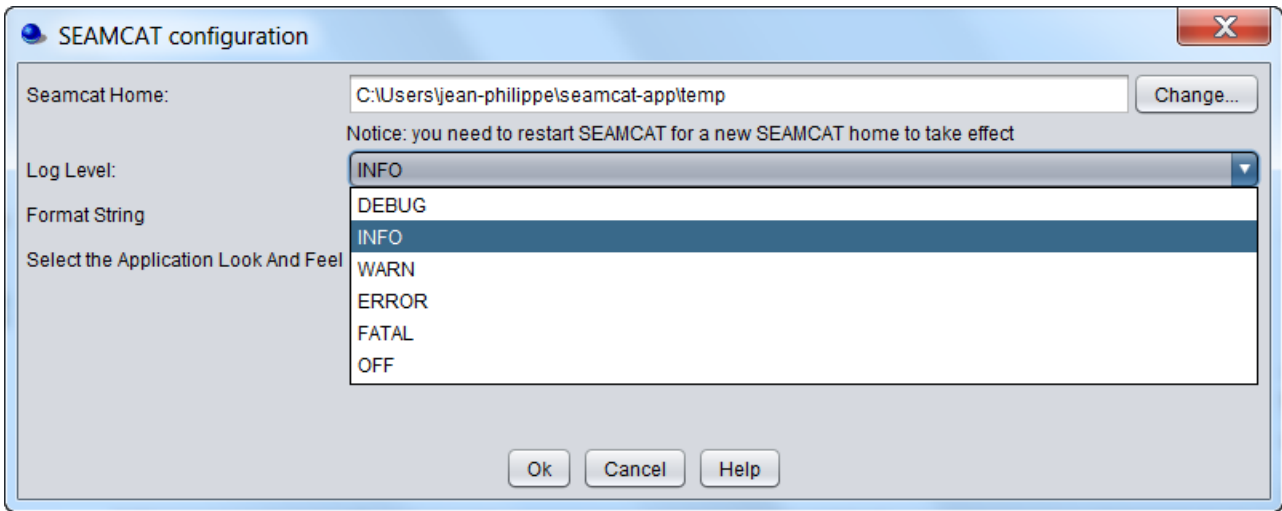 SEAMCAT configuration
X
Seamcat Home: C:\Users\jean-philippe\seamcat-app\temp Change...
Notice: you need to restart SEAMCAT for a new SEAMCAT home to take effect
Log Level: INFO
DEBUG
Format String
INFO
Select the Application Look And Feel
WARN
ERROR
FATAL
OFF
Ok Cancel Help